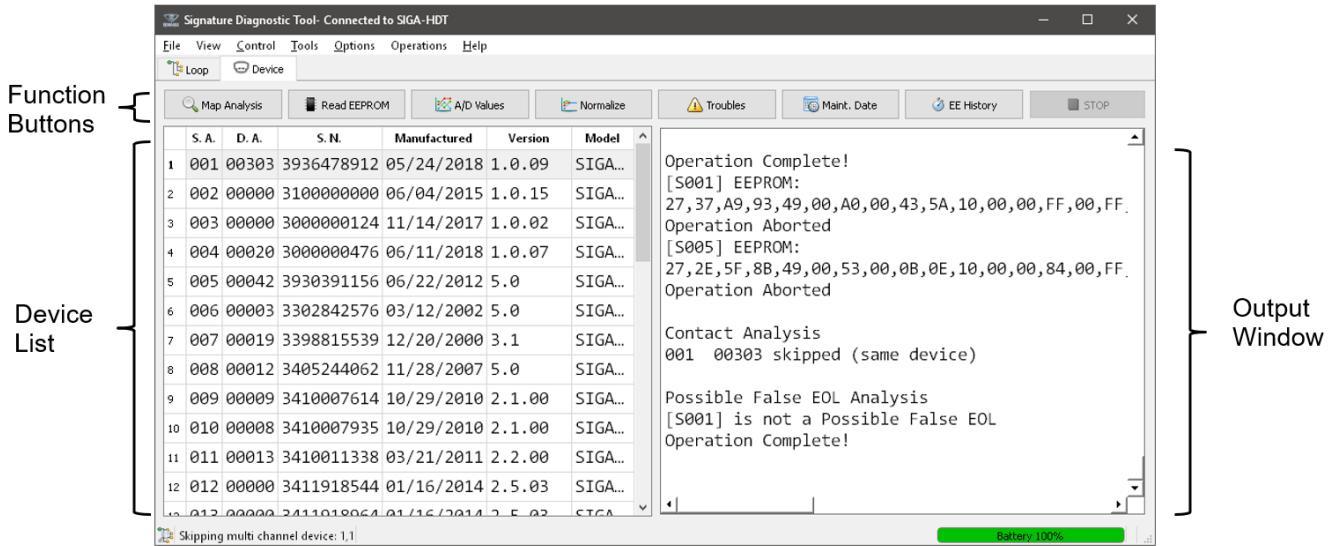 Signature Diagnostic Tool- Connected to SIGA-HDT
File View Control Tools Options Operations Help
Loop Device
Function
Buttons
Map Analysis Read EEPROM A/D Values Normalize Troubles Maint. Date EE History STOP
S. A. D. A. S. N. Manufactured Version Model
1 001 00303 3936478912 05/24/2018 1.0.09 SIGA...
2 002 00000 3100000000 06/04/2015 1.0.15 SIGA...
3 003 00000 3000000124 11/14/2017 1.0.02 SIGA...
4 004 00020 3000000476 06/11/2018 1.0.07 SIGA...
5 005 00042 3930391156 06/22/2012 5.0 SIGA...
6 006 00003 3302842576 03/12/2002 5.0 SIGA...
7 007 00019 3398815539 12/20/2000 3.1 SIGA...
8 008 00012 3405244062 11/28/2007 5.0 SIGA...
9 009 00009 3410007614 10/29/2010 2.1.00 SIGA...
10 010 00008 3410007935 10/29/2010 2.1.00 SIGA...
11 011 00013 3410011338 03/21/2011 2.2.00 SIGA...
12 012 00000 3411918544 01/16/2014 2.5.03 SIGA...
13 013 00000 3411918964 01/16/2014 2.5.03 SIGA
Device
List
Operation Complete!
[S001] EEPROM:
27,37,A9,93,49,00,A0,00,43,5A,10,00,00,FF,00,FF,
Operation Aborted
[S005] EEPROM:
27,2E,5F,8B,49,00,53,00,0B,0E,10,00,00,84,00,FF,
Operation Aborted
Contact Analysis
001 00303 skipped (same device)
Possible False EOL Analysis
[S001] is not a Possible False EOL
Operation Complete!
Output
Window
Skipping multi channel device: 1,1
Battery 100%